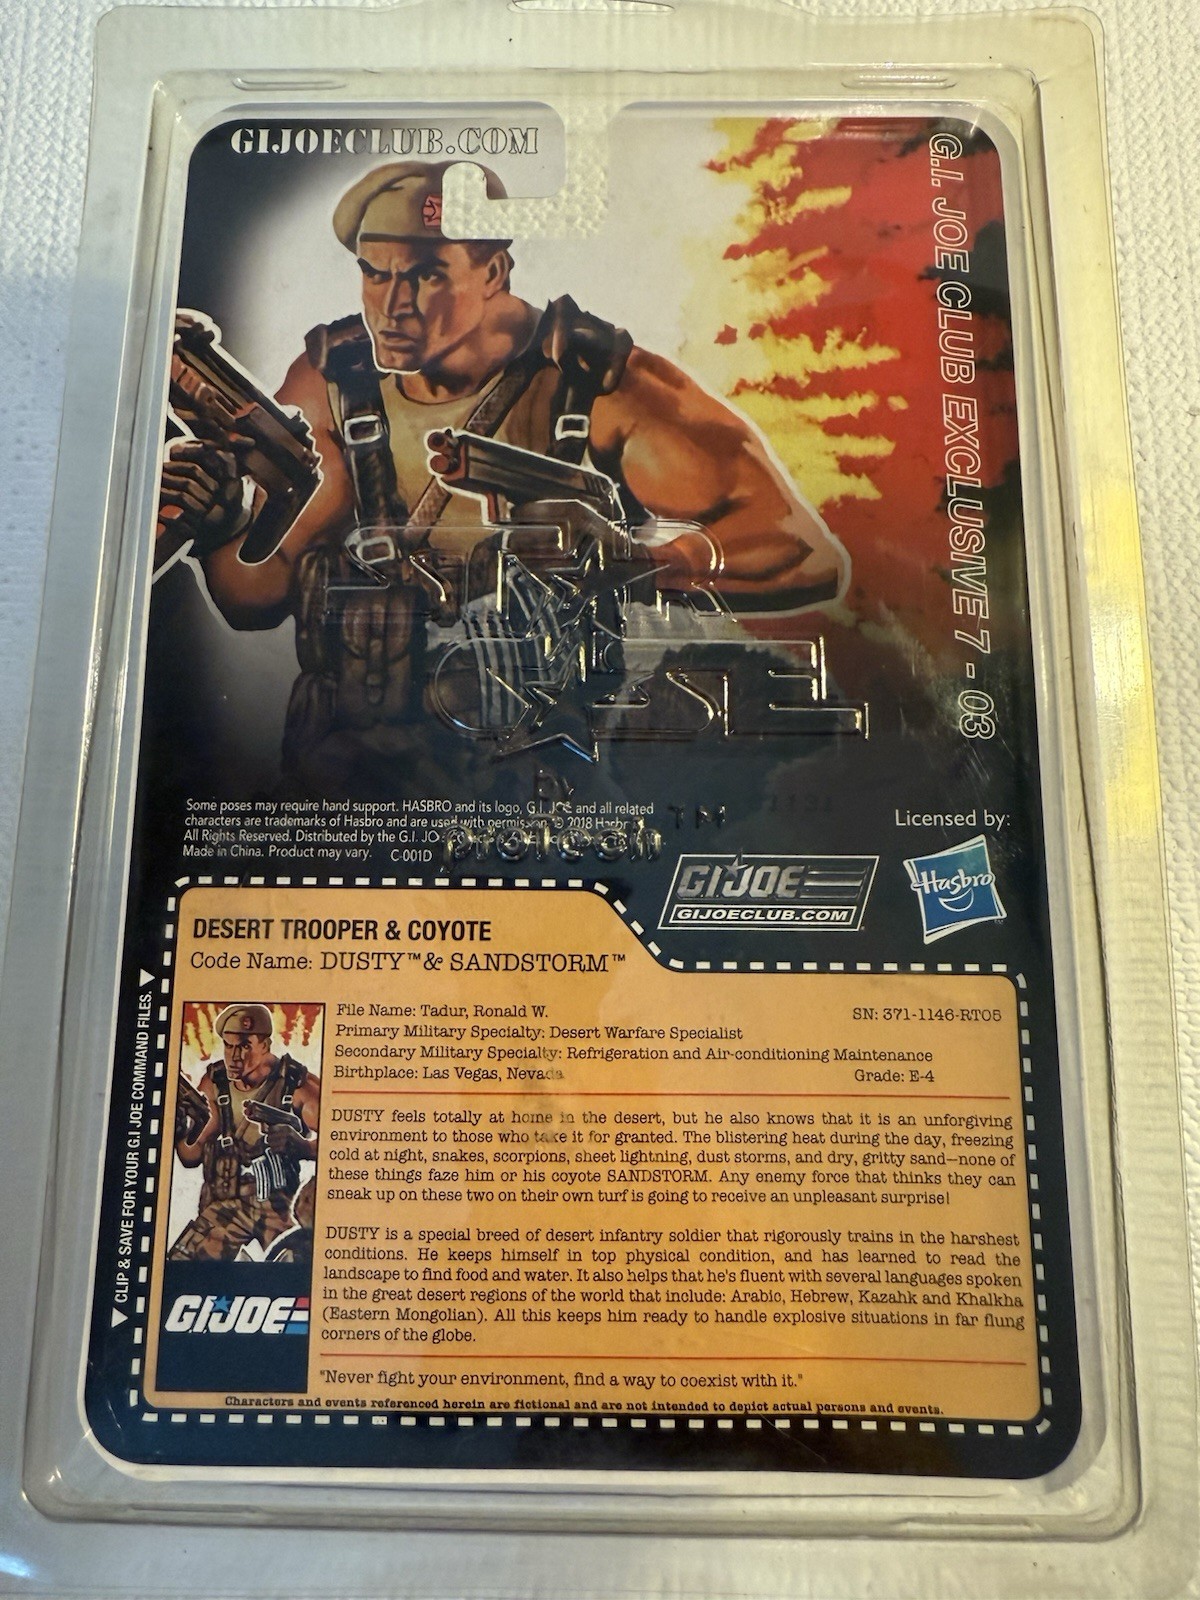 GIJOECLUB.COM
G.I. JOE CLUB EXCLUSIVE 7 - 03
STAR
CASE
by
protech ™
Some poses may require hand support. HASBRO and its logo, G.I. JOE and all related
characters are trademarks of Hasbro and are used with permission. © 2018 Hasbro
All Rights Reserved. Distributed by the G.I. JO
Made in China. Product may vary. C-001D
Licensed by:
Hasbro
GI JOE
GIJOECLUB.COM
DESERT TROOPER & COYOTE
Code Name: DUSTY™ & SANDSTORM™
File Name: Tadur, Ronald W. SN: 371-1146-RT05
Primary Military Specialty: Desert Warfare Specialist
Secondary Military Specialty: Refrigeration and Air-conditioning Maintenance
Birthplace: Las Vegas, Nevada Grade: E-4
DUSTY feels totally at home in the desert, but he also knows that it is an unforgiving
environment to those who take it for granted. The blistering heat during the day, freezing
cold at night, snakes, scorpions, sheet lightning, dust storms, and dry, gritty sand—none of
these things faze him or his coyote SANDSTORM. Any enemy force that thinks they can
sneak up on these two on their own turf is going to receive an unpleasant surprise!
DUSTY is a special breed of desert infantry soldier that rigorously trains in the harshest
conditions. He keeps himself in top physical condition, and has learned to read the
landscape to find food and water. It also helps that he's fluent with several languages spoken
in the great desert regions of the world that include: Arabic, Hebrew, Kazahk and Khalkha
(Eastern Mongolian). All this keeps him ready to handle explosive situations in far flung
corners of the globe.
"Never fight your environment, find a way to coexist with it."
Characters and events referenced herein are fictional and are not intended to depict actual persons and events.
CLIP & SAVE FOR YOUR G.I JOE COMMAND FILES.
G.I. JOE